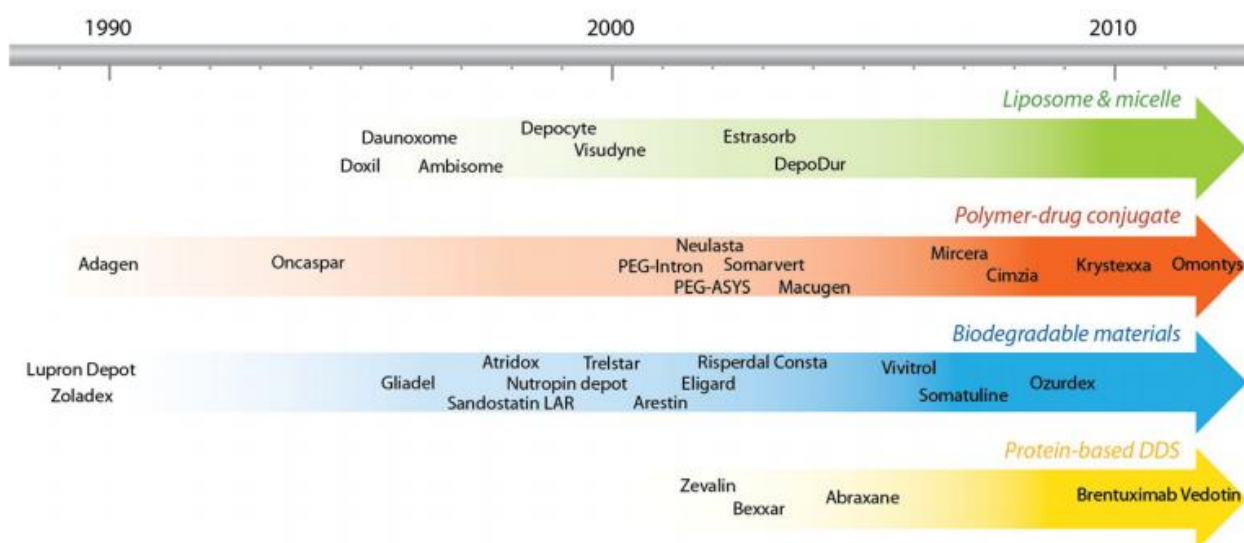 1990 2000 2010
Liposome & micelle
Daunoxome Depocyte Estrasorb
Visudyne
Doxil Ambisome DepoDur
Polymer-drug conjugate
Neulasta Mircera
Adagen Oncaspar PEG-Intron Somarvert Krystexxa Omontys
Cimzia
PEG-ASYS Macugen
Biodegradable materials
Lupron Depot Atridox Trelstar Risperdal Consta Vivitrol
Gliadel Nutropin depot Eligard Ozurdex
Zoladex Sandostatin LAR Arestin Somatuline
Protein-based DDS
Zevalin Abraxane Brentuximab Vedotin
Bexxar